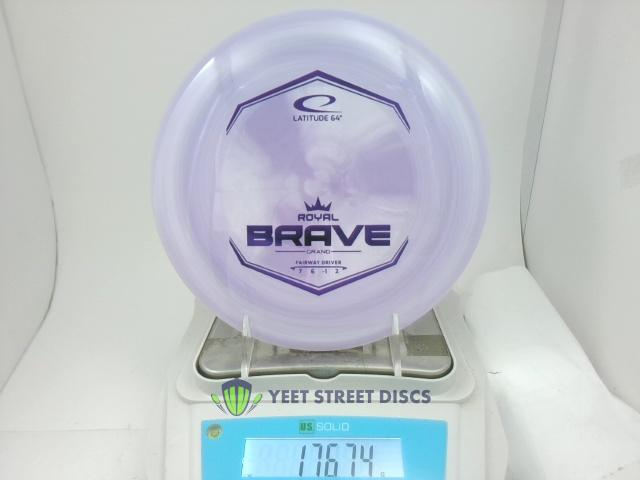 LATITUDE 64°
ROYAL
BRAVE
GRAND
FAIRWAY DRIVER
7 6 -1 2
YEET STREET DISCS
US SOLID
176.74 g